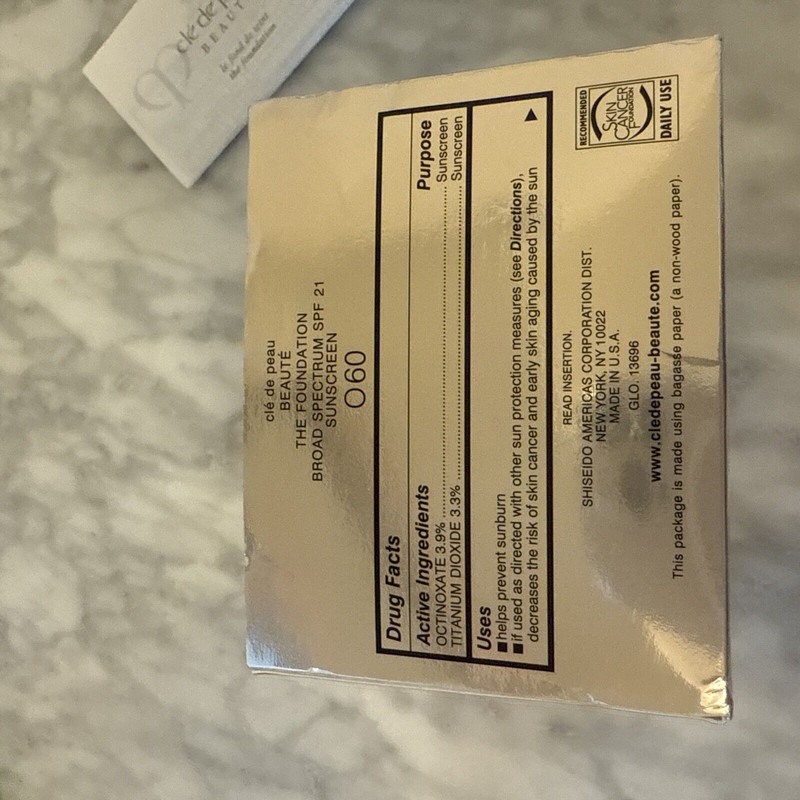 clé de peau
BEAUTÉ
THE FOUNDATION
BROAD SPECTRUM SPF 21
SUNSCREEN
O60
Drug Facts
Active Ingredients Purpose
OCTINOXATE 3.9% Sunscreen
TITANIUM DIOXIDE 3.3% Sunscreen
Uses
■ helps prevent sunburn
■ if used as directed with other sun protection measures (see Directions),
decreases the risk of skin cancer and early skin aging caused by the sun
READ INSERTION.
SHISEIDO AMERICAS CORPORATION DIST.
NEW YORK, NY 10022
MADE IN U.S.A.
GLO. 13696
www.cledepeau-beaute.com
This package is made using bagasse paper (a non-wood paper).
RECOMMENDED
SKIN
CANCER
FOUNDATION
DAILY USE
clé de
BEAUT
le fond de teint
the foundation